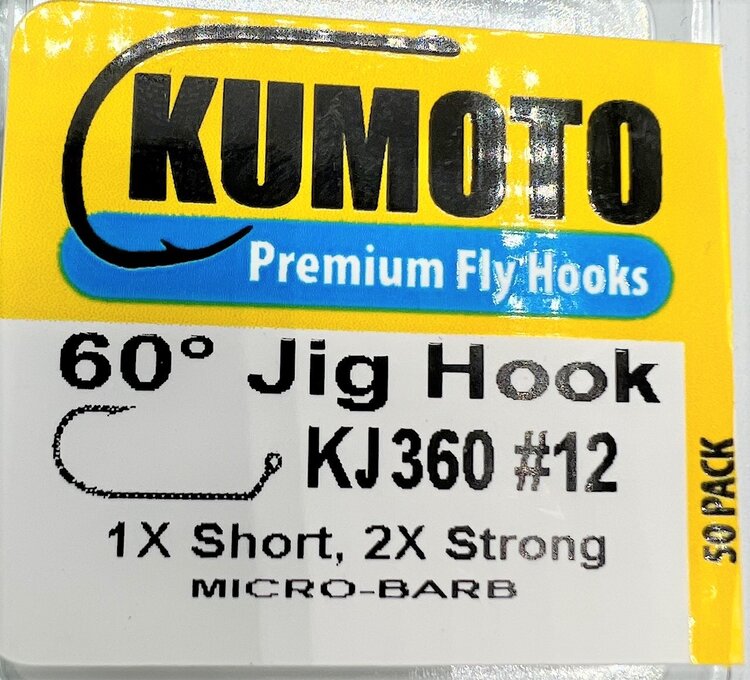 KUMOTO
Premium Fly Hooks
60° Jig Hook
KJ360 #12
1X Short, 2X Strong
MICRO-BARB
50 PACK